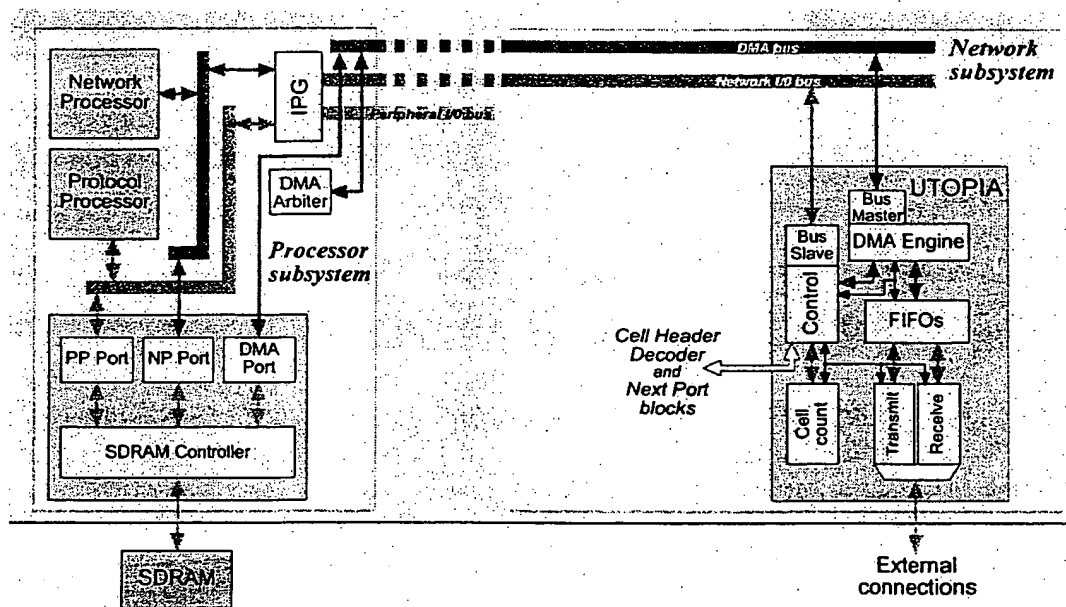 DMA bus
Network
subsystem
Network I/O bus
Peripheral I/O bus
Network
Processor
IPG
Protocol
Processor
DMA
Arbiter
Processor
subsystem
UTOPIA
Bus
Master
Bus
Slave
DMA Engine
Control
FIFOs
PP Port
NP Port
DMA
Port
Cell Header
Decoder
and
Next Port
blocks
Cell
count
Transmit
Receive
SDRAM Controller
SDRAM
External
connections